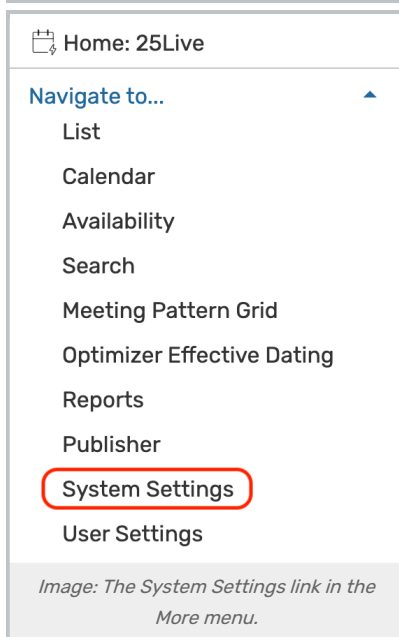 Home: 25Live
Navigate to...
List
Calendar
Availability
Search
Meeting Pattern Grid
Optimizer Effective Dating
Reports
Publisher
System Settings
User Settings
Image: The System Settings link in the
More menu.